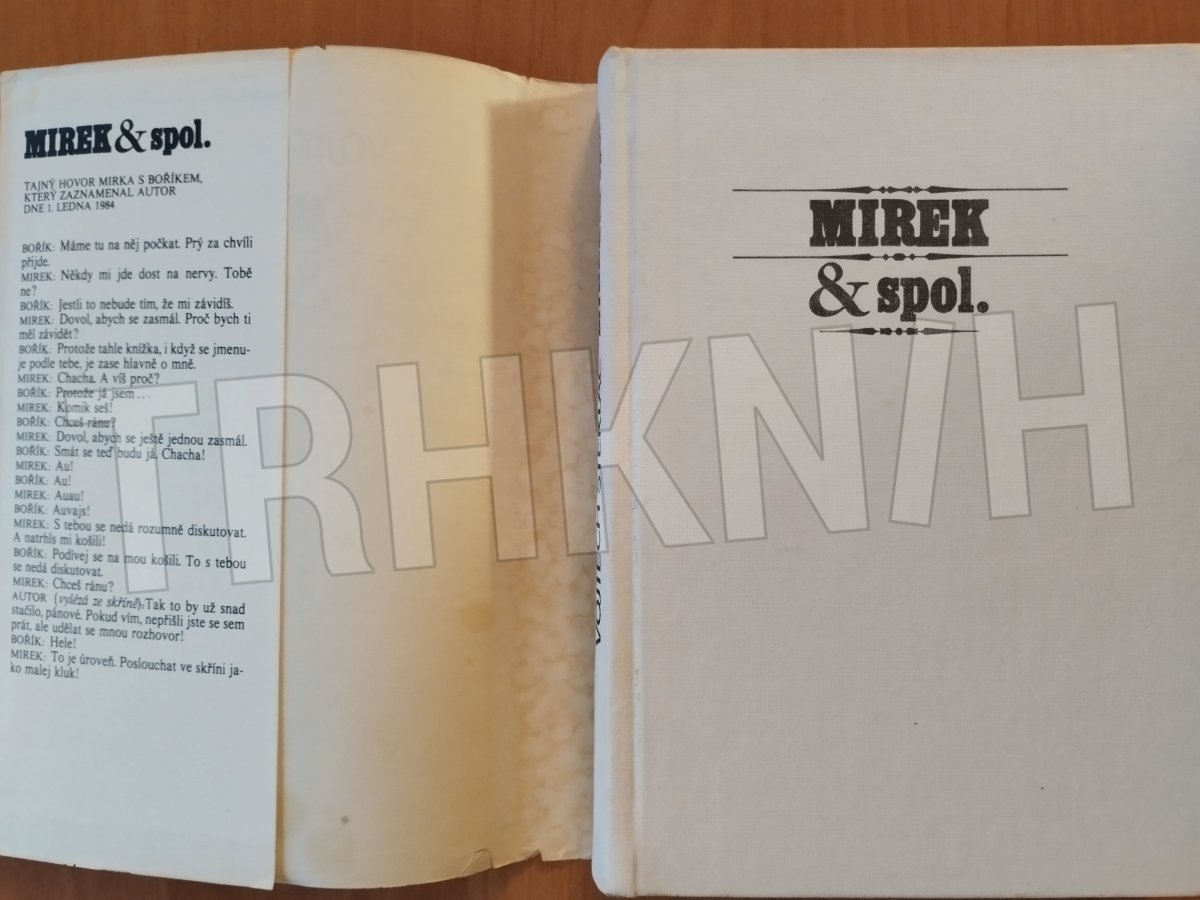 MIREK & spol.
TAJNÝ HOVOR MIRKA S BOŘÍKEM,
KTERÝ ZAZNAMENAL AUTOR
DNE 1. LEDNA 1984
BOŘÍK: Máme tu na něj počkat. Prý za chvíli
přijde.
MIREK: Někdy mi jde dost na nervy. Tobě
ne?
BOŘÍK: Jestli to nebude tím, že mi závidíš.
MIREK: Dovol, abych se zasmál. Proč bych ti
měl závidět?
BOŘÍK: Protože tahle knížka, i když se jmenu-
je podle tebe, je zase hlavně o mně.
MIREK: Chacha. A víš proč?
BOŘÍK: Protože já jsem...
MIREK: Komik seš!
BOŘÍK: Chceš ránu?
MIREK: Dovol, abych se ještě jednou zasmál.
BOŘÍK: Smát se teď budu já. Chacha!
MIREK: Au!
BOŘÍK: Au!
MIREK: Auau!
BOŘÍK: Auvajs!
MIREK: S tebou se nedá rozumně diskutovat.
A natrhls mi košili!
BOŘÍK: Podívej se na mou košili. To s tebou
se nedá diskutovat.
MIREK: Chceš ránu?
AUTOR (vylézá ze skříně): Tak to by už snad
stačilo, pánové. Pokud vím, nepřišli jste se sem
prát, ale udělat se mnou rozhovor!
BOŘÍK: Hele!
MIREK: To je úroveň. Poslouchat ve skříni ja-
ko malej kluk!
MIREK
& spol.
TRHKNIH